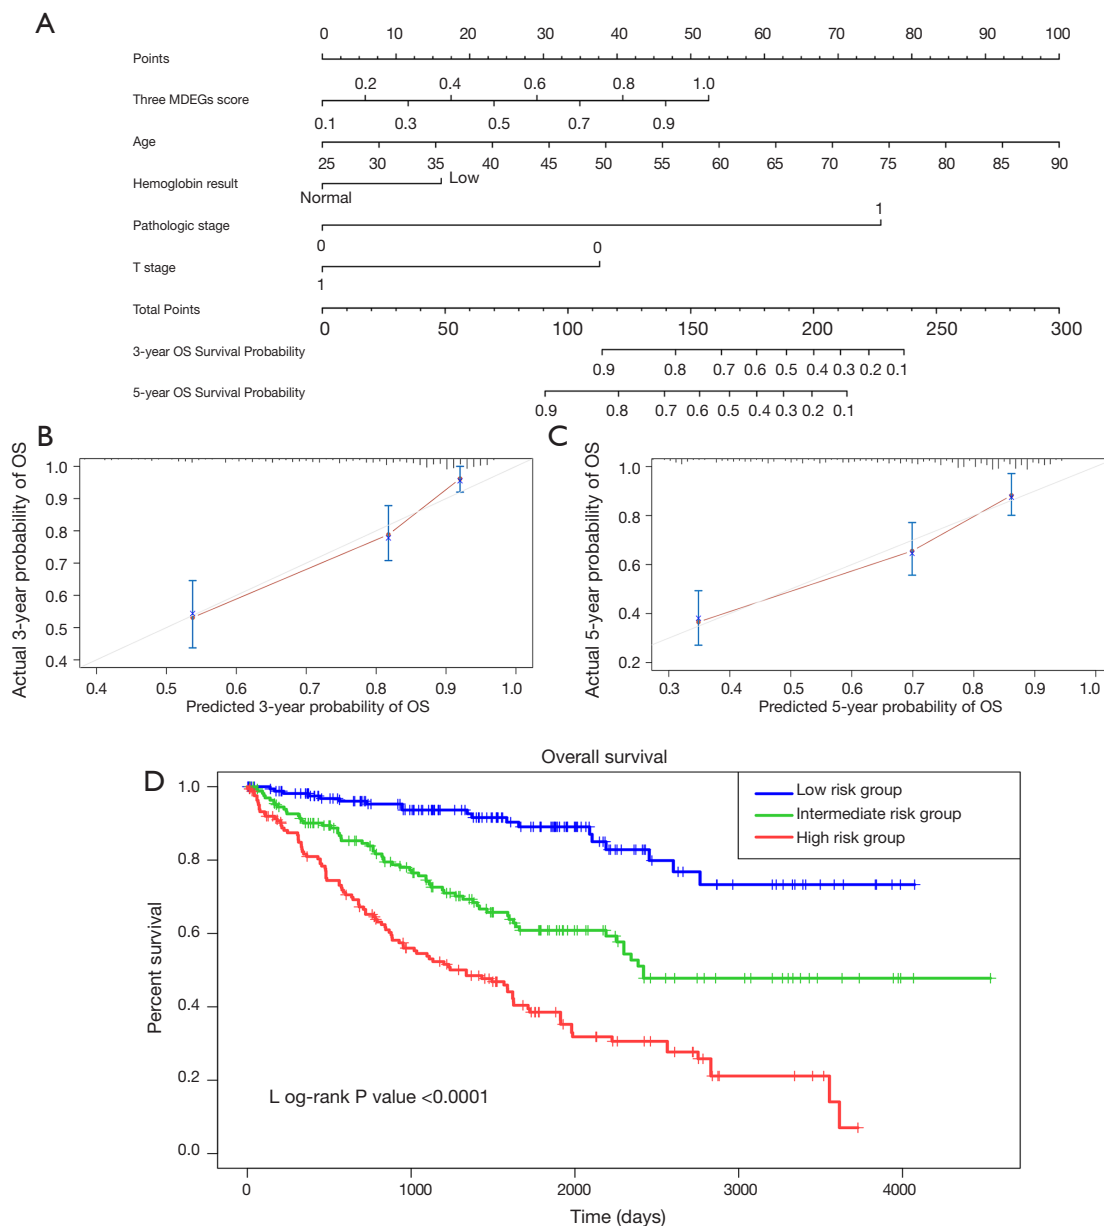 A
0 10 20 30 40 50 60 70 80 90 100
Points
0.2 0.4 0.6 0.8 1.0
Three MDEGs score
0.1 0.3 0.5 0.7 0.9
Age
25 30 35 40 45 50 55 60 65 70 75 80 85 90
Hemoglobin result
Low
Normal
1
Pathologic stage
0
0
T stage
1
Total Points
0 50 100 150 200 250 300
3-year OS Survival Probability
0.9 0.8 0.7 0.6 0.5 0.4 0.3 0.2 0.1
5-year OS Survival Probability
0.9 0.8 0.7 0.6 0.5 0.4 0.3 0.2 0.1
B
Actual 3-year probability of OS
1.0
0.9
0.8
0.7
0.6
0.5
0.4
0.4 0.5 0.6 0.7 0.8 0.9 1.0
Predicted 3-year probability of OS
C
Actual 5-year probability of OS
1.0
0.8
0.6
0.4
0.2
0.3 0.4 0.5 0.6 0.7 0.8 0.9 1.0
Predicted 5-year probability of OS
D
Overall survival
Percent survival
1.0
0.8
0.6
0.4
0.2
0.0
Low risk group
Intermediate risk group
High risk group
L og-rank P value <0.0001
0 1000 2000 3000 4000
Time (days)